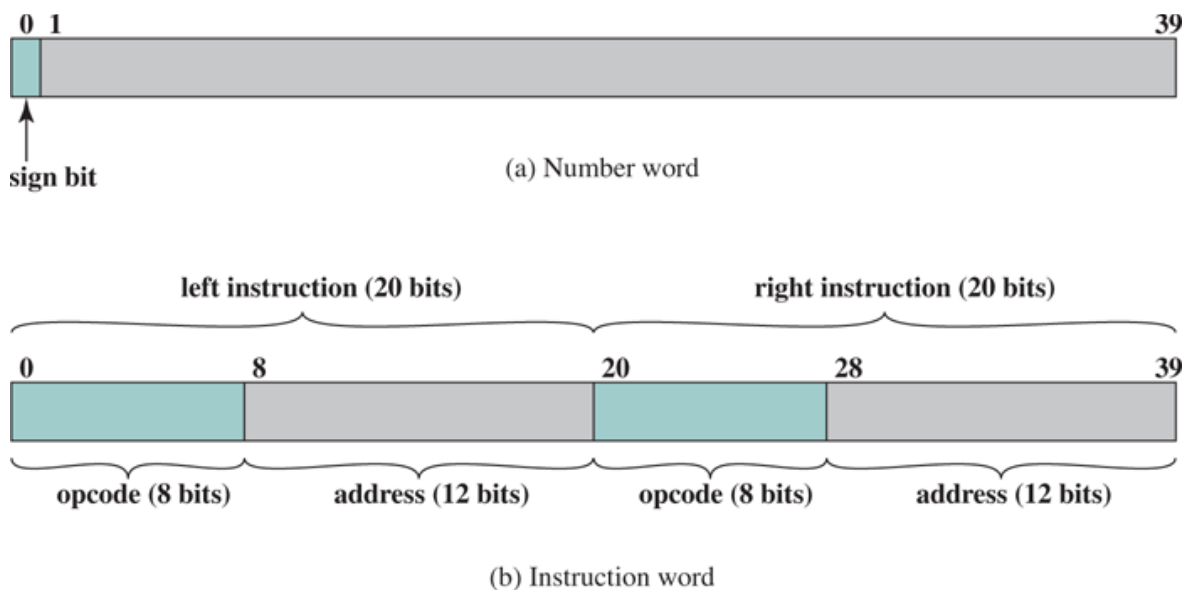 0 1 39
sign bit
(a) Number word
left instruction (20 bits) right instruction (20 bits)
0 8 20 28 39
opcode (8 bits) address (12 bits) opcode (8 bits) address (12 bits)
(b) Instruction word